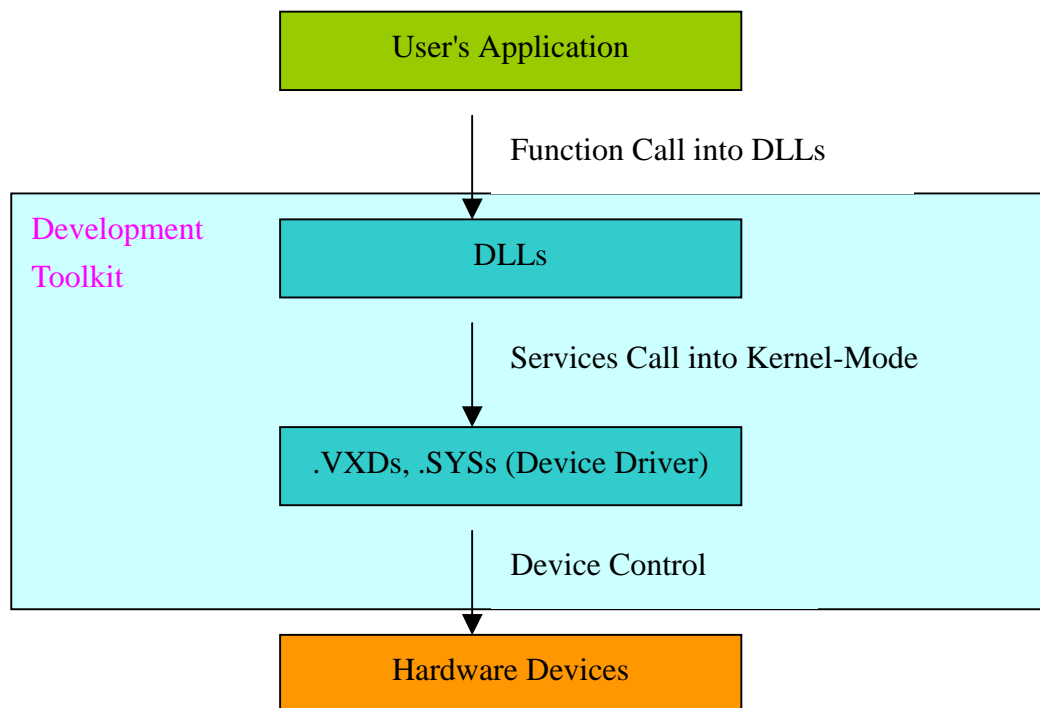 User's Application
Function Call into DLLs
Development
Toolkit
DLLs
Services Call into Kernel-Mode
.VXDs, .SYSs (Device Driver)
Device Control
Hardware Devices